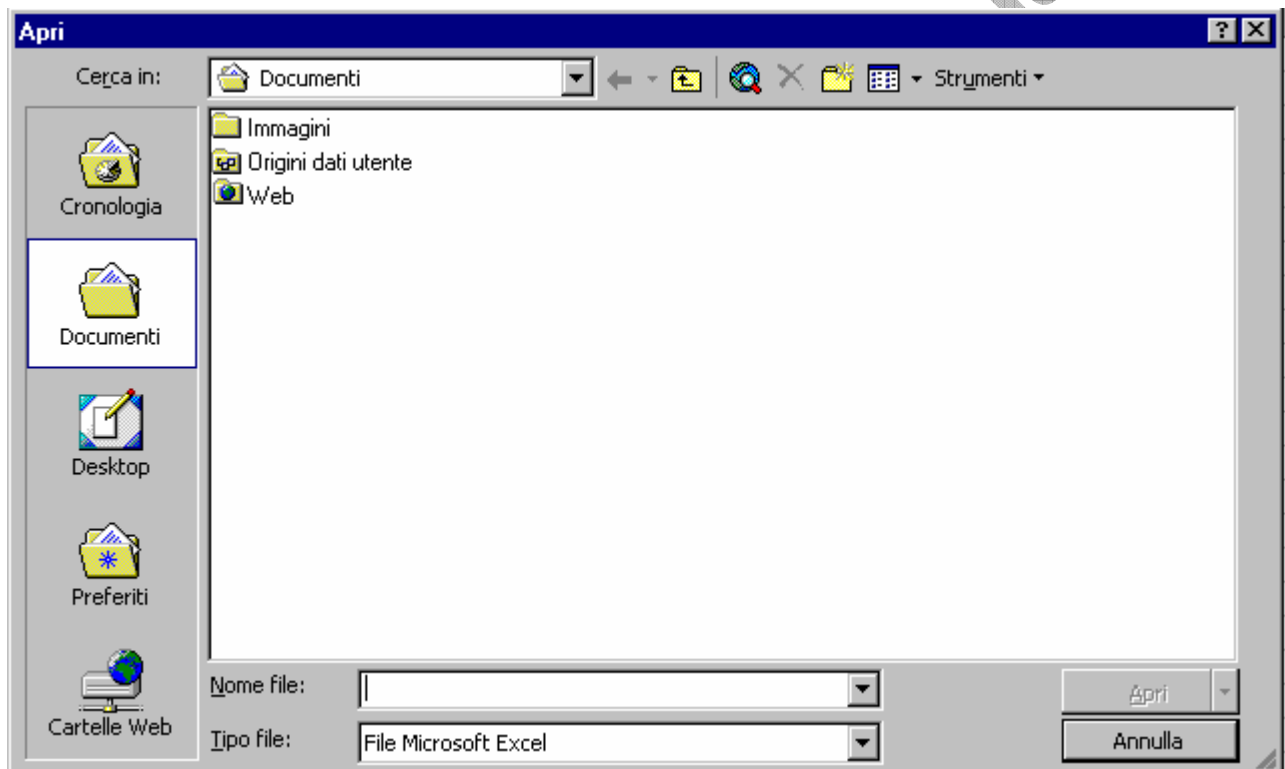 Apri
Cerca in: Documenti Strumenti
Immagini
Origini dati utente
Web
Cronologia
Documenti
Desktop
Preferiti
Cartelle Web
Nome file: Apri
Tipo file: File Microsoft Excel Annulla